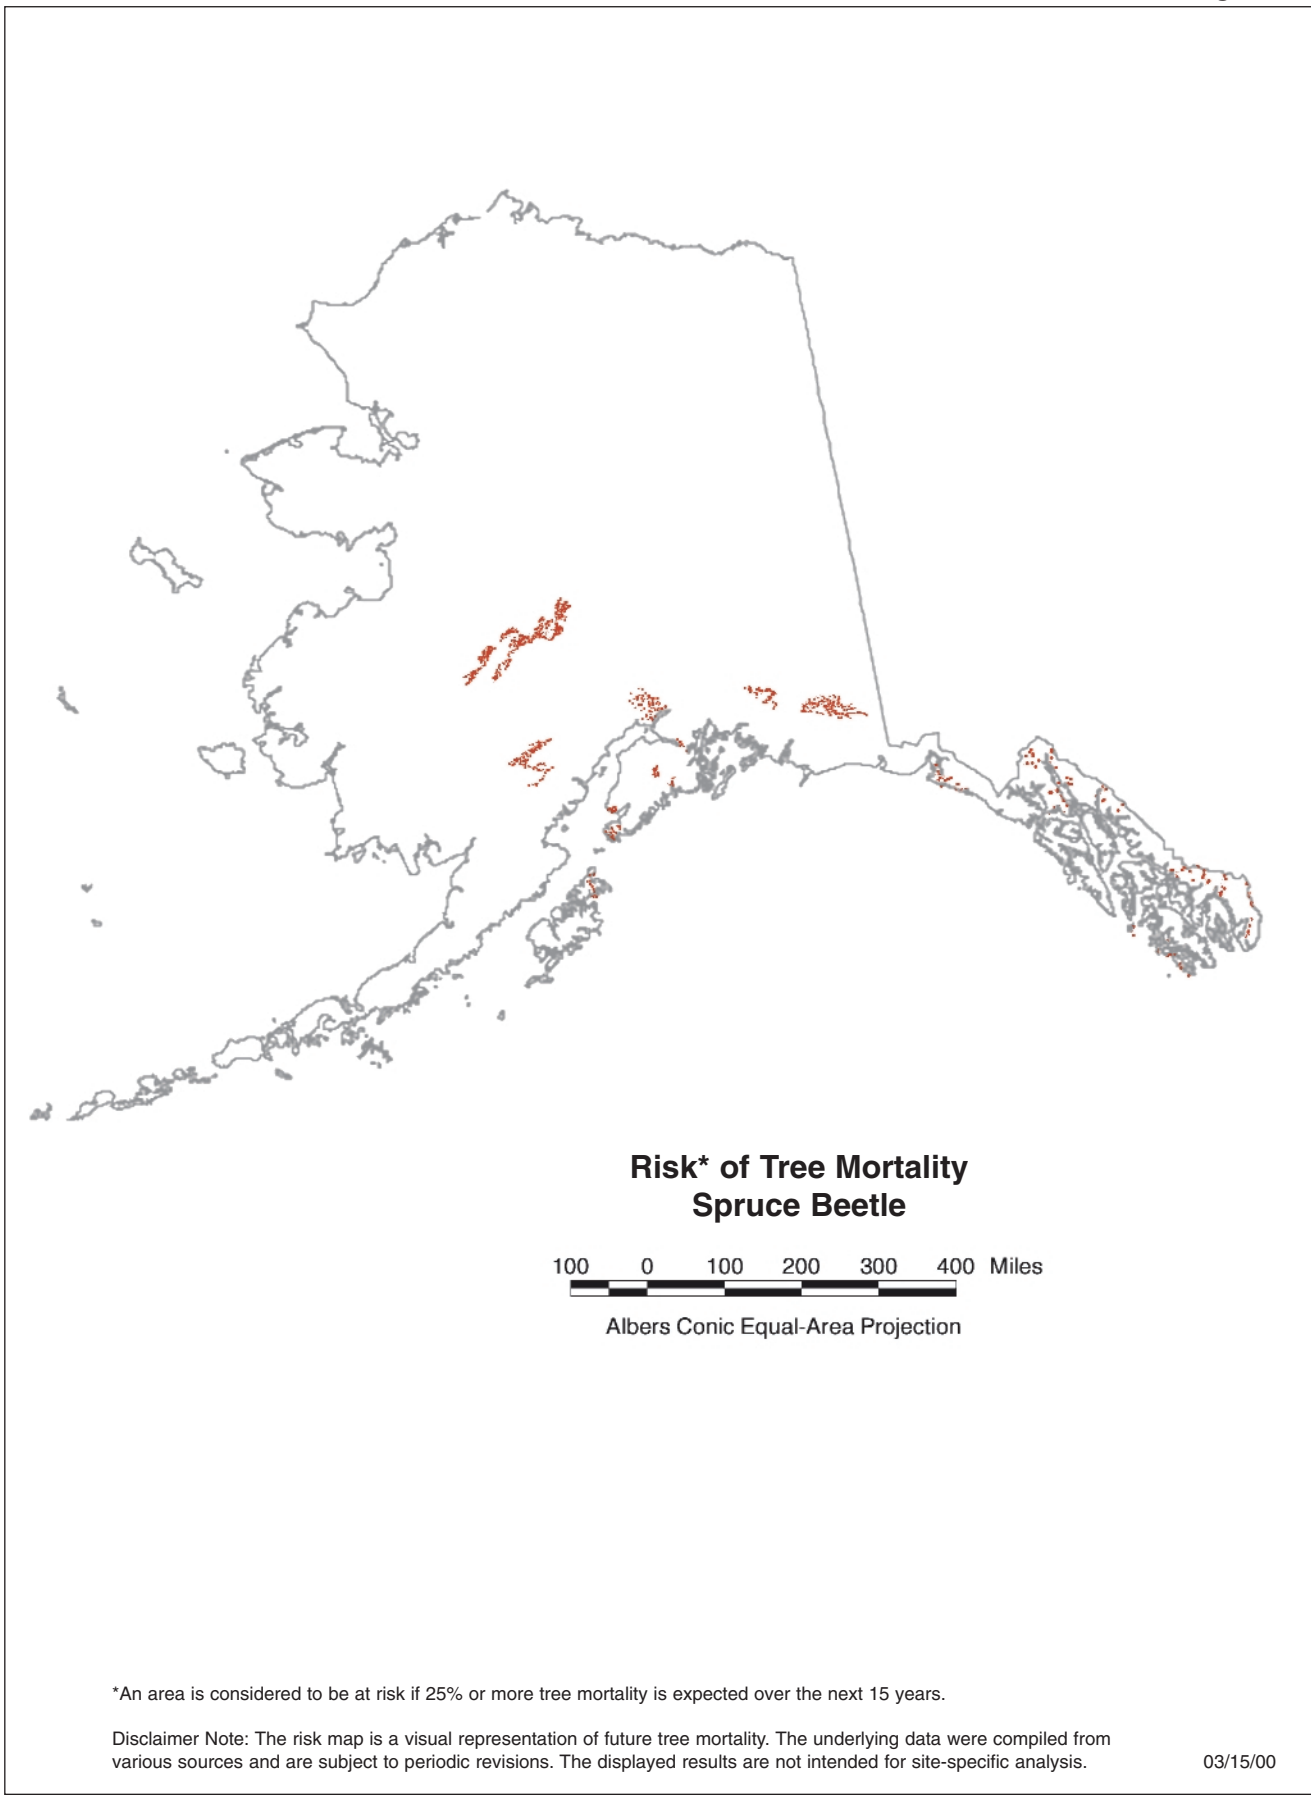 Risk* of Tree Mortality
Spruce Beetle
100 0 100 200 300 400 Miles
Albers Conic Equal-Area Projection
*An area is considered to be at risk if 25% or more tree mortality is expected over the next 15 years.
Disclaimer Note: The risk map is a visual representation of future tree mortality. The underlying data were compiled from
various sources and are subject to periodic revisions. The displayed results are not intended for site-specific analysis.
03/15/00